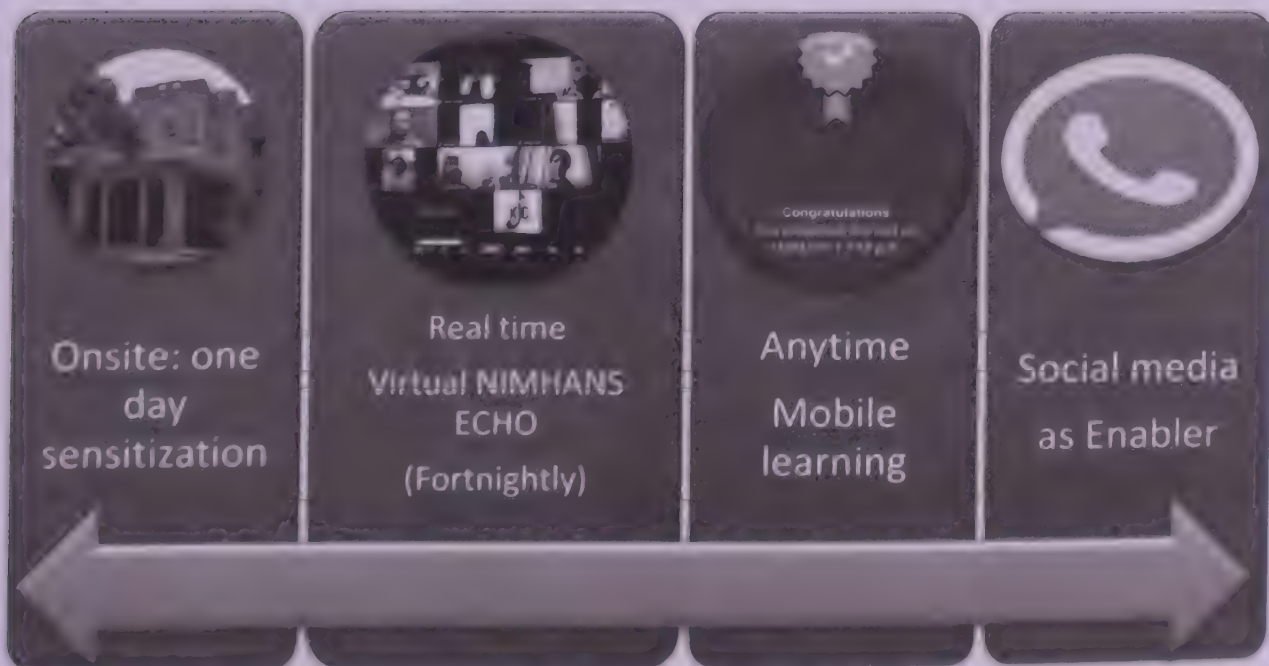 Onsite: one
day
sensitization
Real time
Virtual NIMHANS
ECHO
(Fortnightly)
Congratulations
Anytime
Mobile
learning
Social media
as Enabler